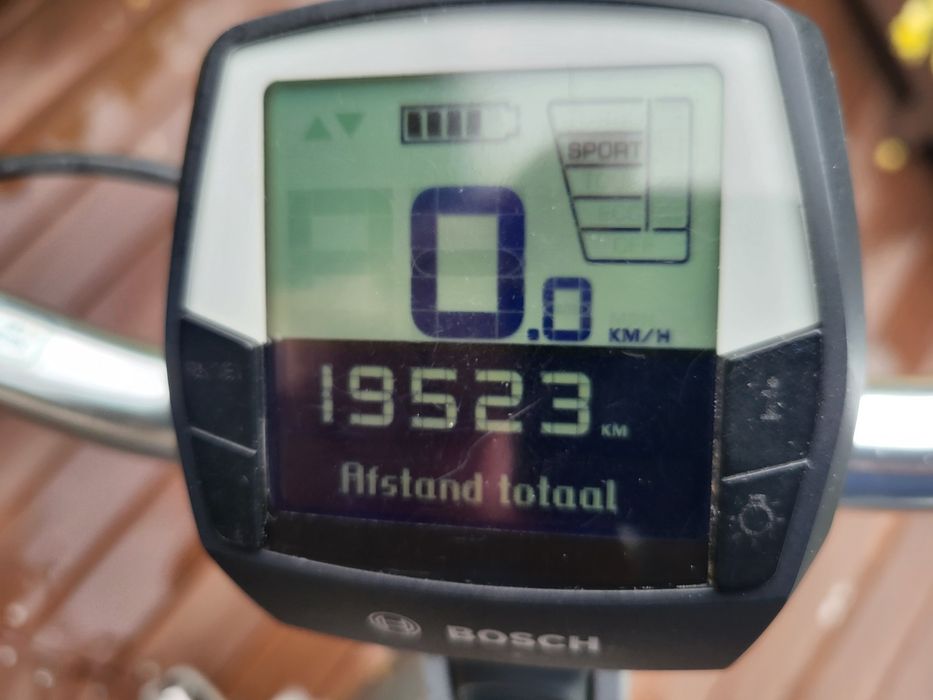 SPORT
0.0 KM/H
19523 KM
Afstand totaal
BOSCH